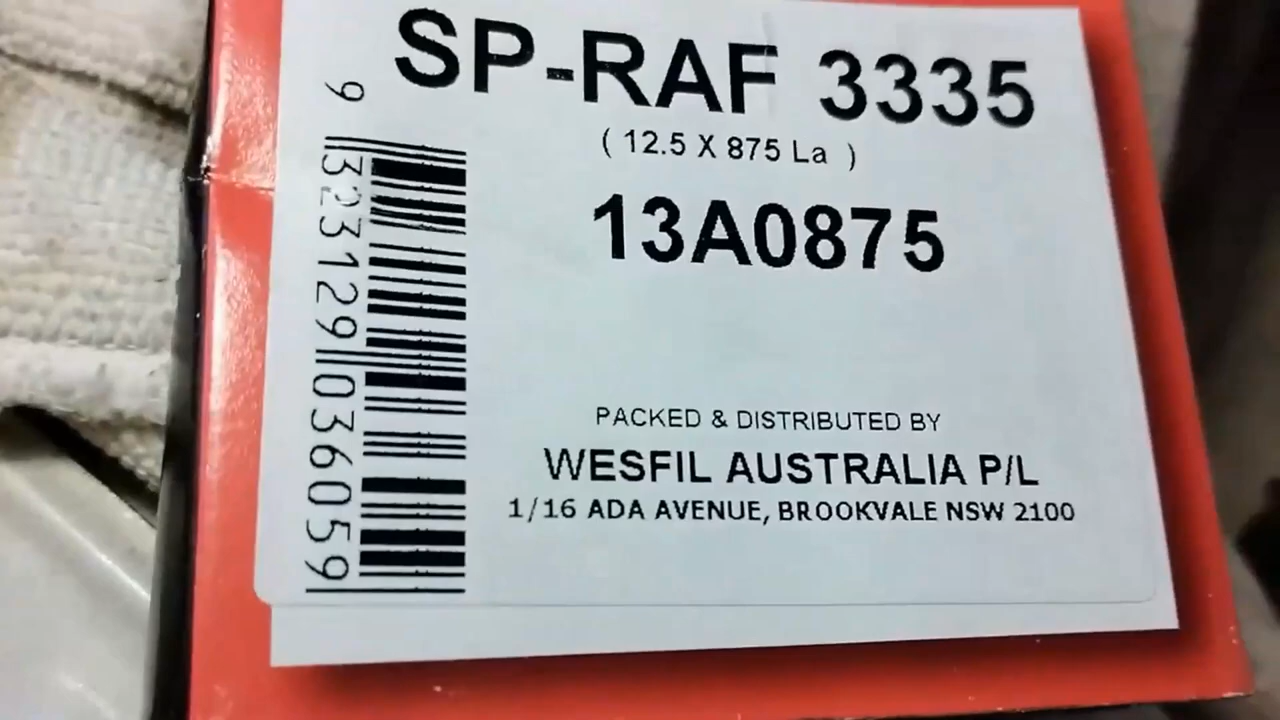 SP-RAF 3335
( 12.5 X 875 La )
13A0875
9 323129 036059
PACKED & DISTRIBUTED BY
WESFIL AUSTRALIA P/L
1/16 ADA AVENUE, BROOKVALE NSW 2100